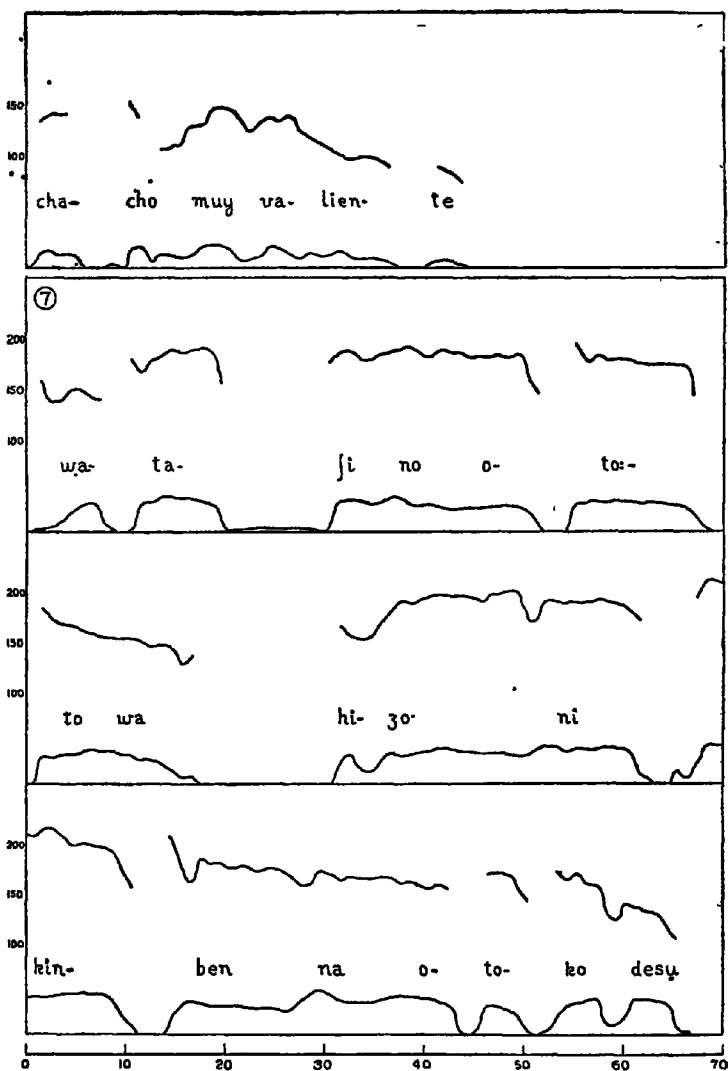 150
100
cha- cho muy va- lien- te
⑦
200
150
100
wa- ta- ʃi no o- to:-
200
150
100
to wa hi- ʒo- ni
200
150
100
kin- ben na o- to- ko desu̥
0 10 20 30 40 50 60 70